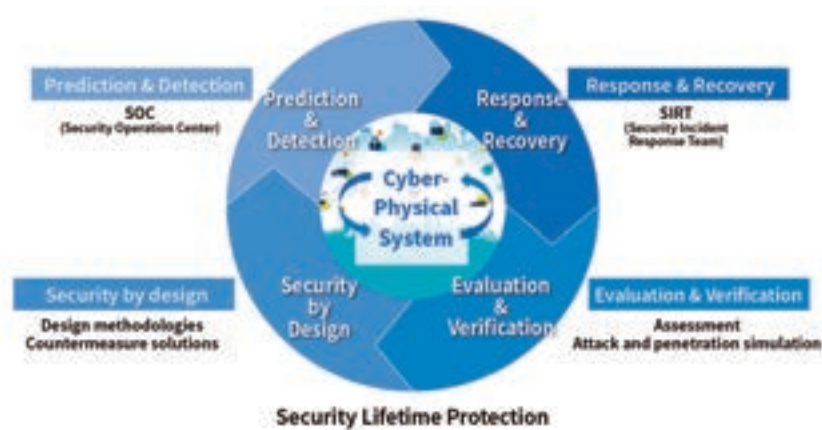 Prediction & Detection
SOC
(Security Operation Center)
Response & Recovery
SIRT
(Security Incident
Response Team)
Prediction
&
Detection
Response
&
Recovery
Cyber-
Physical
System
Security
by
Design
Evaluation
&
Verification
Security by design
Design methodologies
Countermeasure solutions
Evaluation & Verification
Assessment
Attack and penetration simulation
Security Lifetime Protection